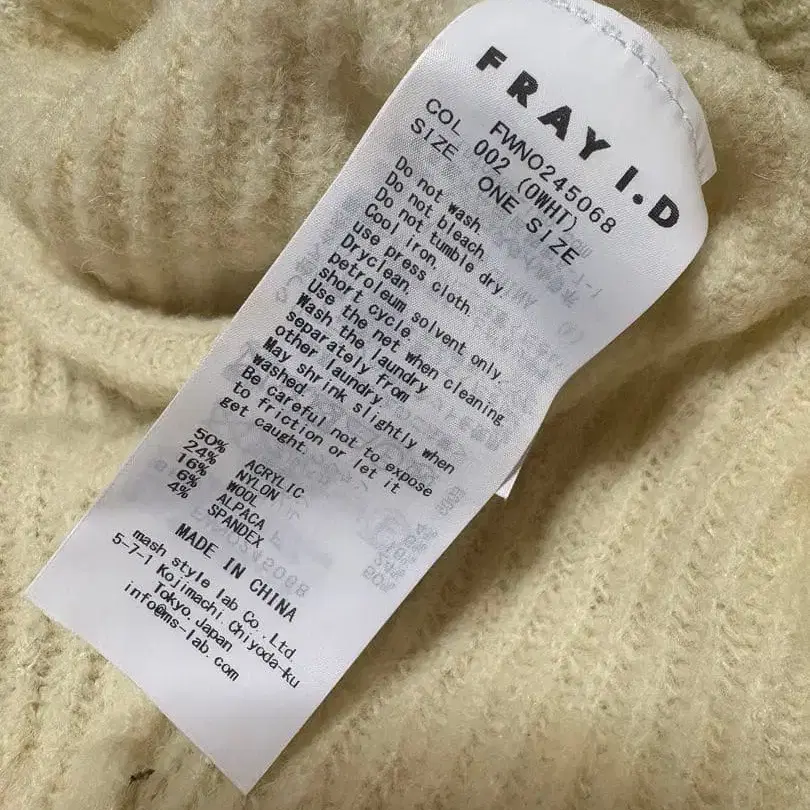 FRAY I.D
FWNO245068
COL 002 (OWHT)
SIZE ONE SIZE
Do not wash.
Do not bleach.
Do not tumble dry.
Cool iron,
use press cloth.
Dryclean,
petroleum solvent only.
short cycle.
Use the net when cleaning.
Wash the laundry
separately from
other laundry.
May shrink slightly when
washed.
Be careful not to expose
to friction or let it
get caught.
50% ACRYLIC
24% NYLON
16% WOOL
6% ALPACA
4% SPANDEX
MADE IN CHINA
mash style lab Co.,Ltd.
5-7-1 Kojimachi,Chiyoda-ku
Tokyo,Japan
info@ms-lab.com